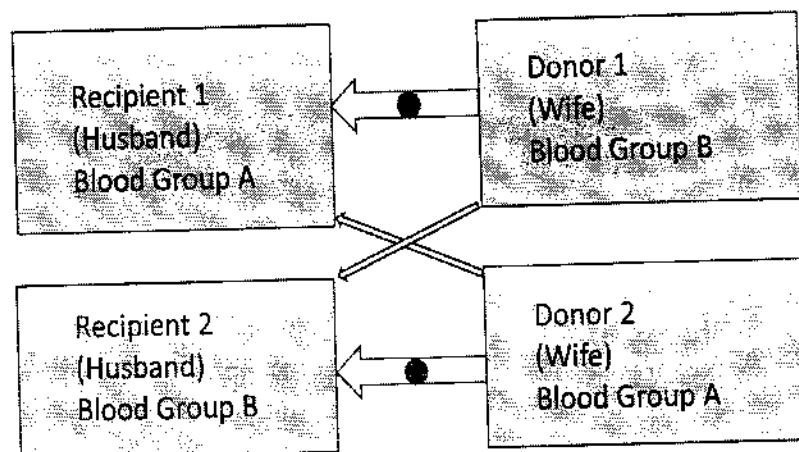 Recipient 1
(Husband)
Blood Group A
Donor 1
(Wife)
Blood Group B
Recipient 2
(Husband)
Blood Group B
Donor 2
(Wife)
Blood Group A